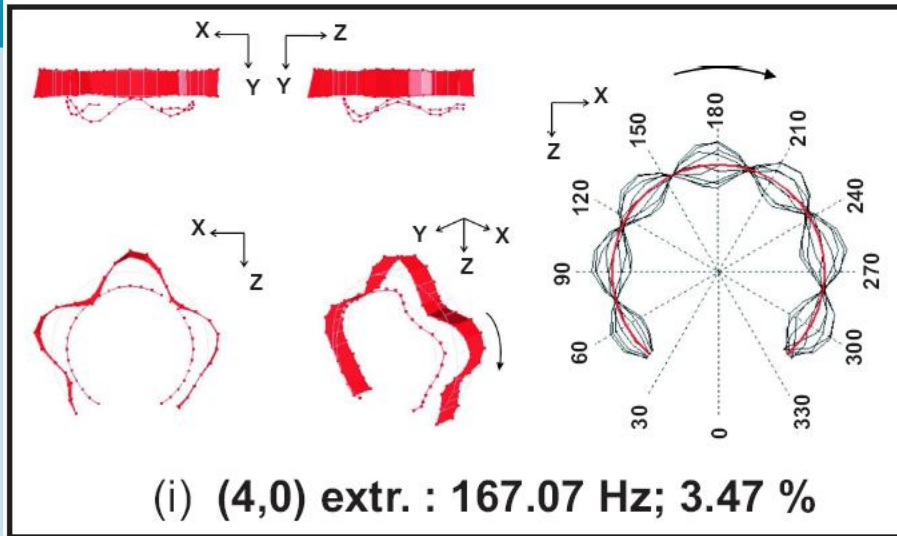 X
Y
Y
Z
X
Z
180
150
210
120
240
90
270
60
300
30
330
0
X
Z
Y
X
Z
(i) (4,0) extr. : 167.07 Hz; 3.47 %